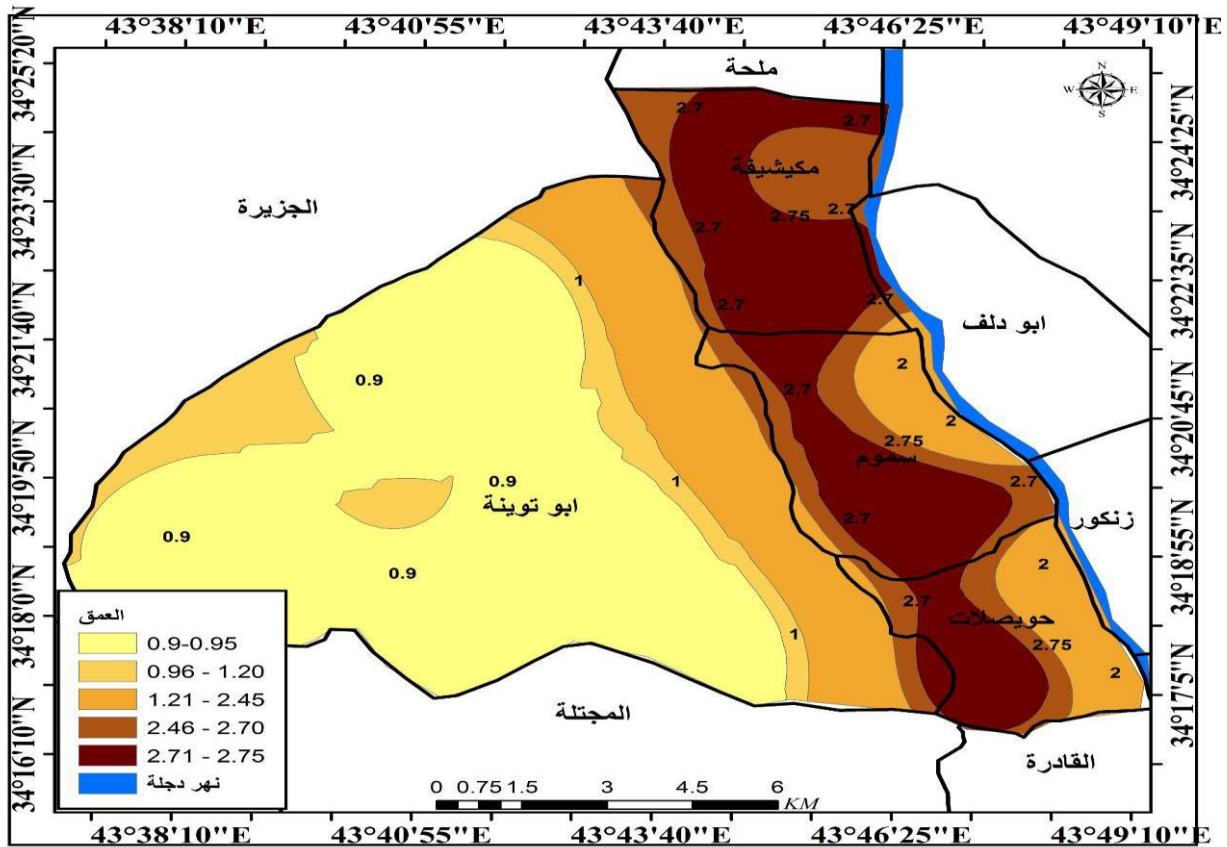 43°38'10"E 43°40'55"E 43°43'40"E 43°46'25"E 43°49'10"E
34°25'20"N
34°23'30"N
34°21'40"N
34°19'50"N
34°18'0"N
34°16'10"N
34°24'25"N
34°22'35"N
34°20'45"N
34°18'55"N
34°17'5"N
N
W E
S
ملحة
2.7
2.7
مكيشيفة
2.7
2.75
2.7
الجزيرة
1
2.7
2.7
ابو دلف
0.9
2.7
2
2
2.75
سموم
0.9
1
2.7
ابو توينة
2.7
زنكور
0.9
0.9
2
2.7
حويصلات
1
2.75
2
المجتلة
القادرة
العمق
0.9-0.95
0.96 - 1.20
1.21 - 2.45
2.46 - 2.70
2.71 - 2.75
نهر دجلة
0 0.75 1.5 3 4.5 6
KM
43°38'10"E 43°40'55"E 43°43'40"E 43°46'25"E 43°49'10"E